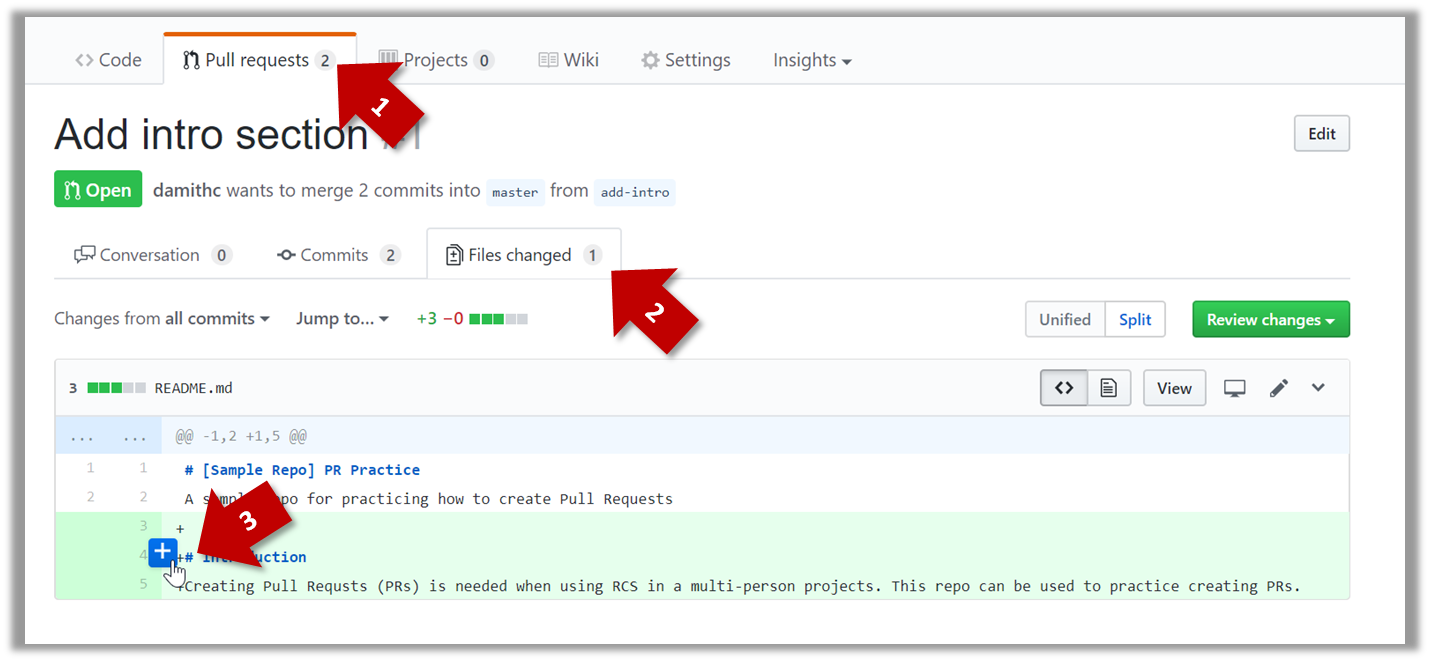 <> Code Pull requests 2 Projects 0 Wiki Settings Insights
1
Add intro section #1
Edit
Open damithc wants to merge 2 commits into master from add-intro
Conversation 0 Commits 2 Files changed 1
2
Changes from all commits Jump to... +3 −0 Unified Split Review changes
3 README.md <> View
... ... @@ -1,2 +1,5 @@
1 1 # [Sample Repo] PR Practice
2 2 A sample repo for practicing how to create Pull Requests
3 +
3
4 +# Introduction
5 +Creating Pull Requsts (PRs) is needed when using RCS in a multi-person projects. This repo can be used to practice creating PRs.